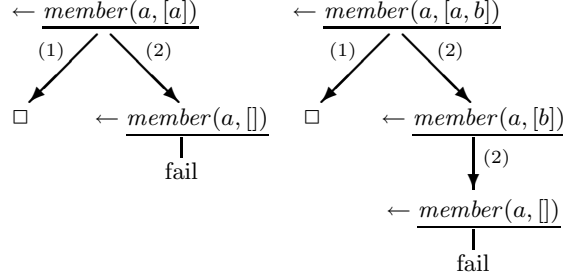 ← member(a, [a])
(1) (2)
□ ← member(a, [])
fail
← member(a, [a, b])
(1) (2)
□ ← member(a, [b])
(2)
← member(a, [])
fail